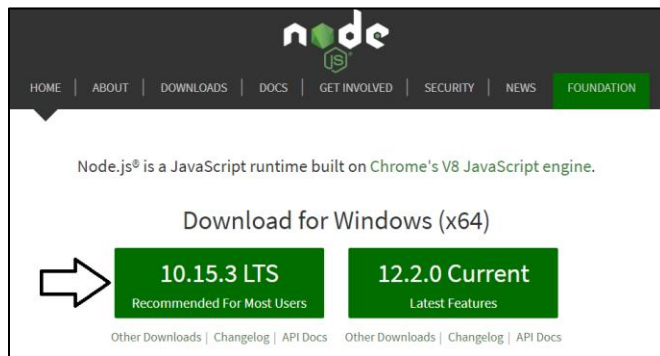 node
JS
HOME | ABOUT | DOWNLOADS | DOCS | GET INVOLVED | SECURITY | NEWS FOUNDATION
Node.js® is a JavaScript runtime built on Chrome's V8 JavaScript engine.
Download for Windows (x64)
10.15.3 LTS 12.2.0 Current
Recommended For Most Users Latest Features
Other Downloads | Changelog | API Docs Other Downloads | Changelog | API Docs